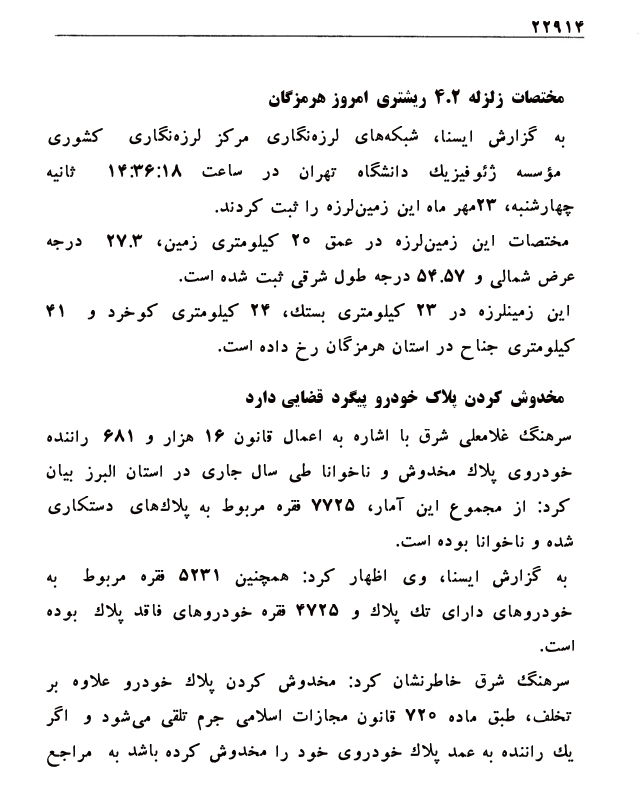 ۲۲۹۱۴
مختصات زلزله ۴.۲ ریشتری امروز هرمزگان
به گزارش ایسنا، شبکه‌های لرزه‌نگاری مرکز لرزه‌نگاری کشوری
مؤسسه ژئوفیزیك دانشگاه تهران در ساعت ۱۴:۳۶:۱۸ ثانیه
چهارشنبه، ۲۳مهر ماه این زمین‌لرزه را ثبت کردند.
مختصات این زمین‌لرزه در عمق ۲۰ کیلومتری زمین، ۲۷.۳ درجه
عرض شمالی و ۵۴.۵۷ درجه طول شرقی ثبت شده است.
این زمینلرزه در ۲۳ کیلومتری بستك، ۲۴ کیلومتری کوخرد و ۴۱
کیلومتری جناح در استان هرمزگان رخ داده است.
مخدوش کردن پلاک خودرو پیگرد قضایی دارد
سرهنگ غلامعلی شرق با اشاره به اعمال قانون ۱۶ هزار و ۶۸۱ راننده
خودروی پلاك مخدوش و ناخوانا طی سال جاری در استان البرز بیان
کرد: از مجموع این آمار، ۷۷۲۵ فقره مربوط به پلاك‌های دستکاری
شده و ناخوانا بوده است.
به گزارش ایسنا، وی اظهار کرد: همچنین ۵۲۳۱ فقره مربوط به
خودروهای دارای تك پلاك و ۴۷۲۵ فقره خودروهای فاقد پلاك بوده
است.
سرهنگ شرق خاطرنشان کرد: مخدوش کردن پلاك خودرو علاوه بر
تخلف، طبق ماده ۷۲۰ قانون مجازات اسلامی جرم تلقی می‌شود و اگر
یك راننده به عمد پلاك خودروی خود را مخدوش کرده باشد به مراجع